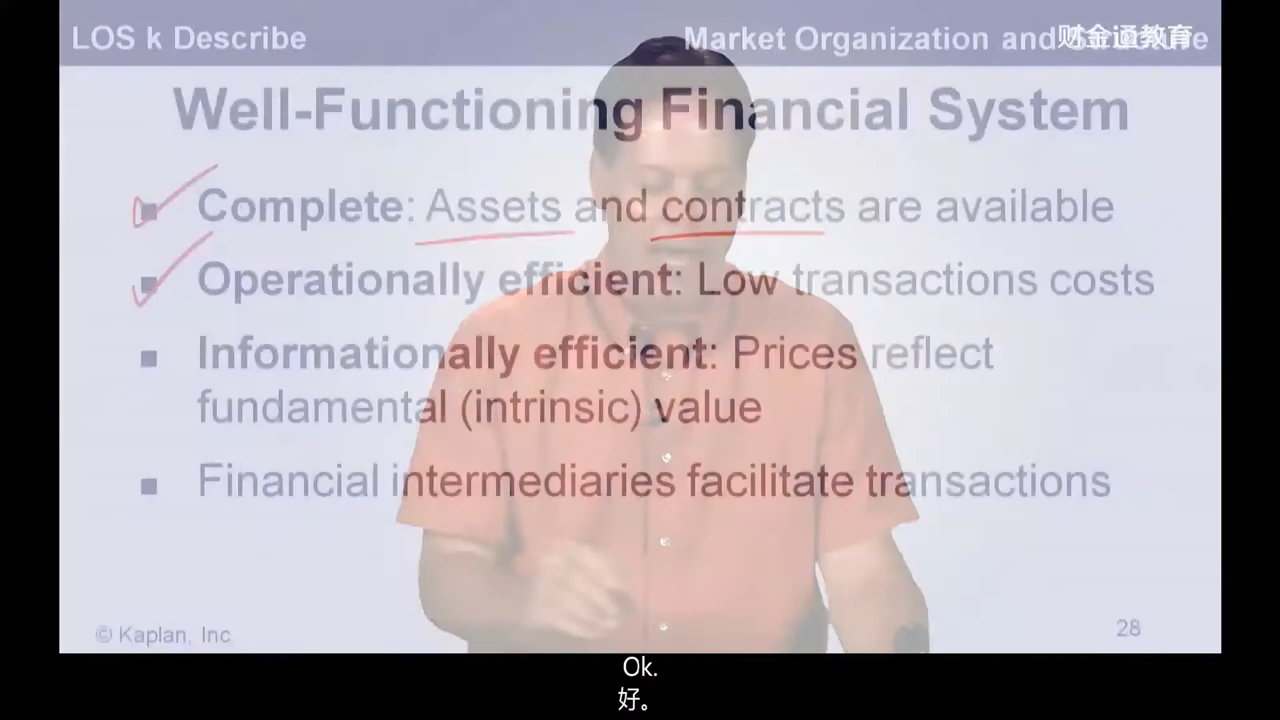 LOS k Describe
Market Organization and Structure
财金通教育
Well-Functioning Financial System
Complete: Assets and contracts are available
Operationally efficient: Low transactions costs
Informationally efficient: Prices reflect
fundamental (intrinsic) value
Financial intermediaries facilitate transactions
© Kaplan, Inc.
28
Ok.
好。